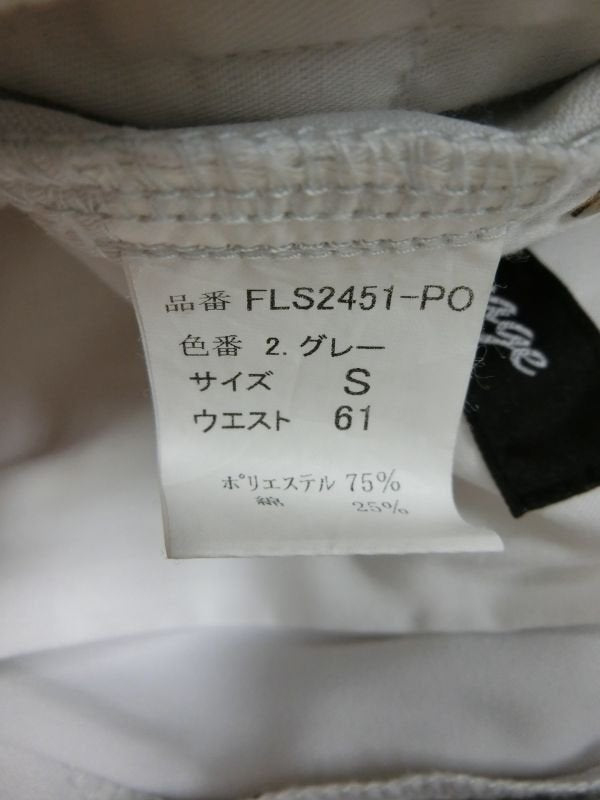 品番 FLS2451-PO
色番 2.グレー
サイズ S
ウエスト 61
ポリエステル 75%
綿 25%